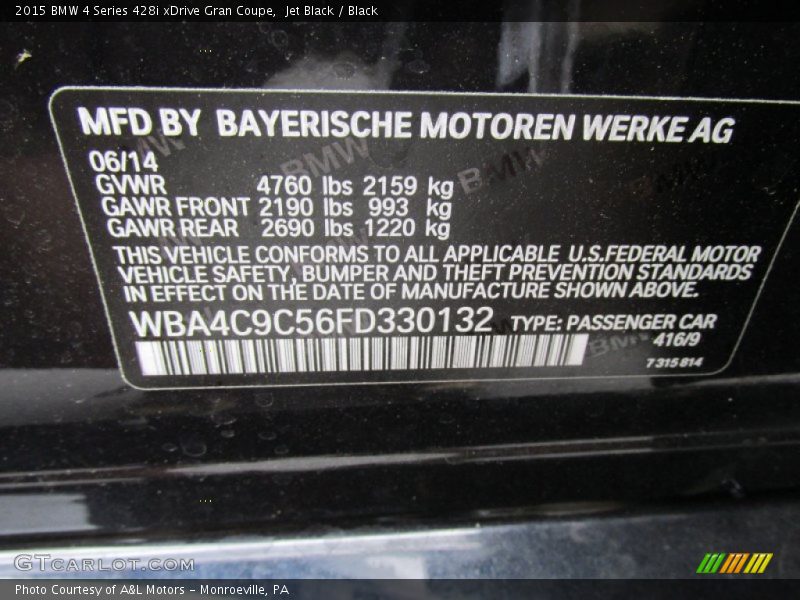 2015 BMW 4 Series 428i xDrive Gran Coupe, Jet Black / Black
MFD BY BAYERISCHE MOTOREN WERKE AG
06/14
GVWR 4760 lbs 2159 kg
GAWR FRONT 2190 lbs 993 kg
GAWR REAR 2690 lbs 1220 kg
THIS VEHICLE CONFORMS TO ALL APPLICABLE U.S.FEDERAL MOTOR
VEHICLE SAFETY, BUMPER AND THEFT PREVENTION STANDARDS
IN EFFECT ON THE DATE OF MANUFACTURE SHOWN ABOVE.
WBA4C9C56FD330132 TYPE: PASSENGER CAR
416/9
7 315 814
BMW
BMW
BMW
BMW
GTCARLOT.COM
Photo Courtesy of A&L Motors – Monroeville, PA